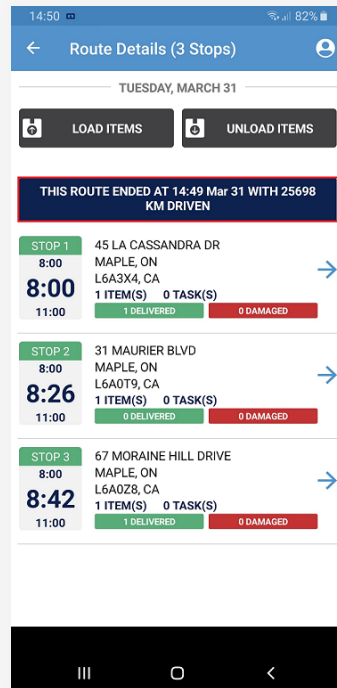 14:50 82%
Route Details (3 Stops)
TUESDAY, MARCH 31
LOAD ITEMS UNLOAD ITEMS
THIS ROUTE ENDED AT 14:49 Mar 31 WITH 25698
KM DRIVEN
STOP 1
8:00
8:00
11:00
45 LA CASSANDRA DR
MAPLE, ON
L6A3X4, CA
1 ITEM(S) 0 TASK(S)
1 DELIVERED 0 DAMAGED
STOP 2
8:00
8:26
11:00
31 MAURIER BLVD
MAPLE, ON
L6A0T9, CA
1 ITEM(S) 0 TASK(S)
0 DELIVERED 0 DAMAGED
STOP 3
8:00
8:42
11:00
67 MORAINE HILL DRIVE
MAPLE, ON
L6A0Z8, CA
1 ITEM(S) 0 TASK(S)
1 DELIVERED 0 DAMAGED